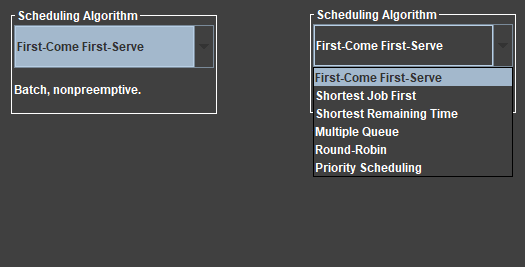 Scheduling Algorithm
First-Come First-Serve
Batch, nonpreemptive.
Scheduling Algorithm
First-Come First-Serve
First-Come First-Serve
Shortest Job First
Shortest Remaining Time
Multiple Queue
Round-Robin
Priority Scheduling